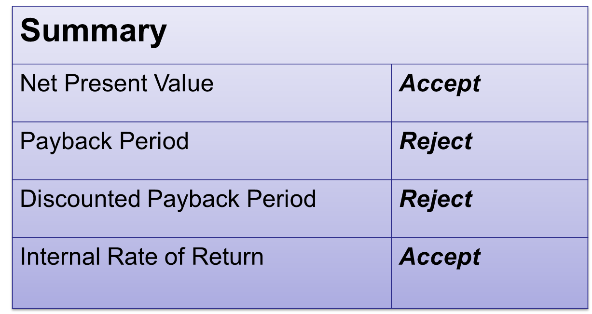 Summary
Net Present Value Accept
Payback Period Reject
Discounted Payback Period Reject
Internal Rate of Return Accept